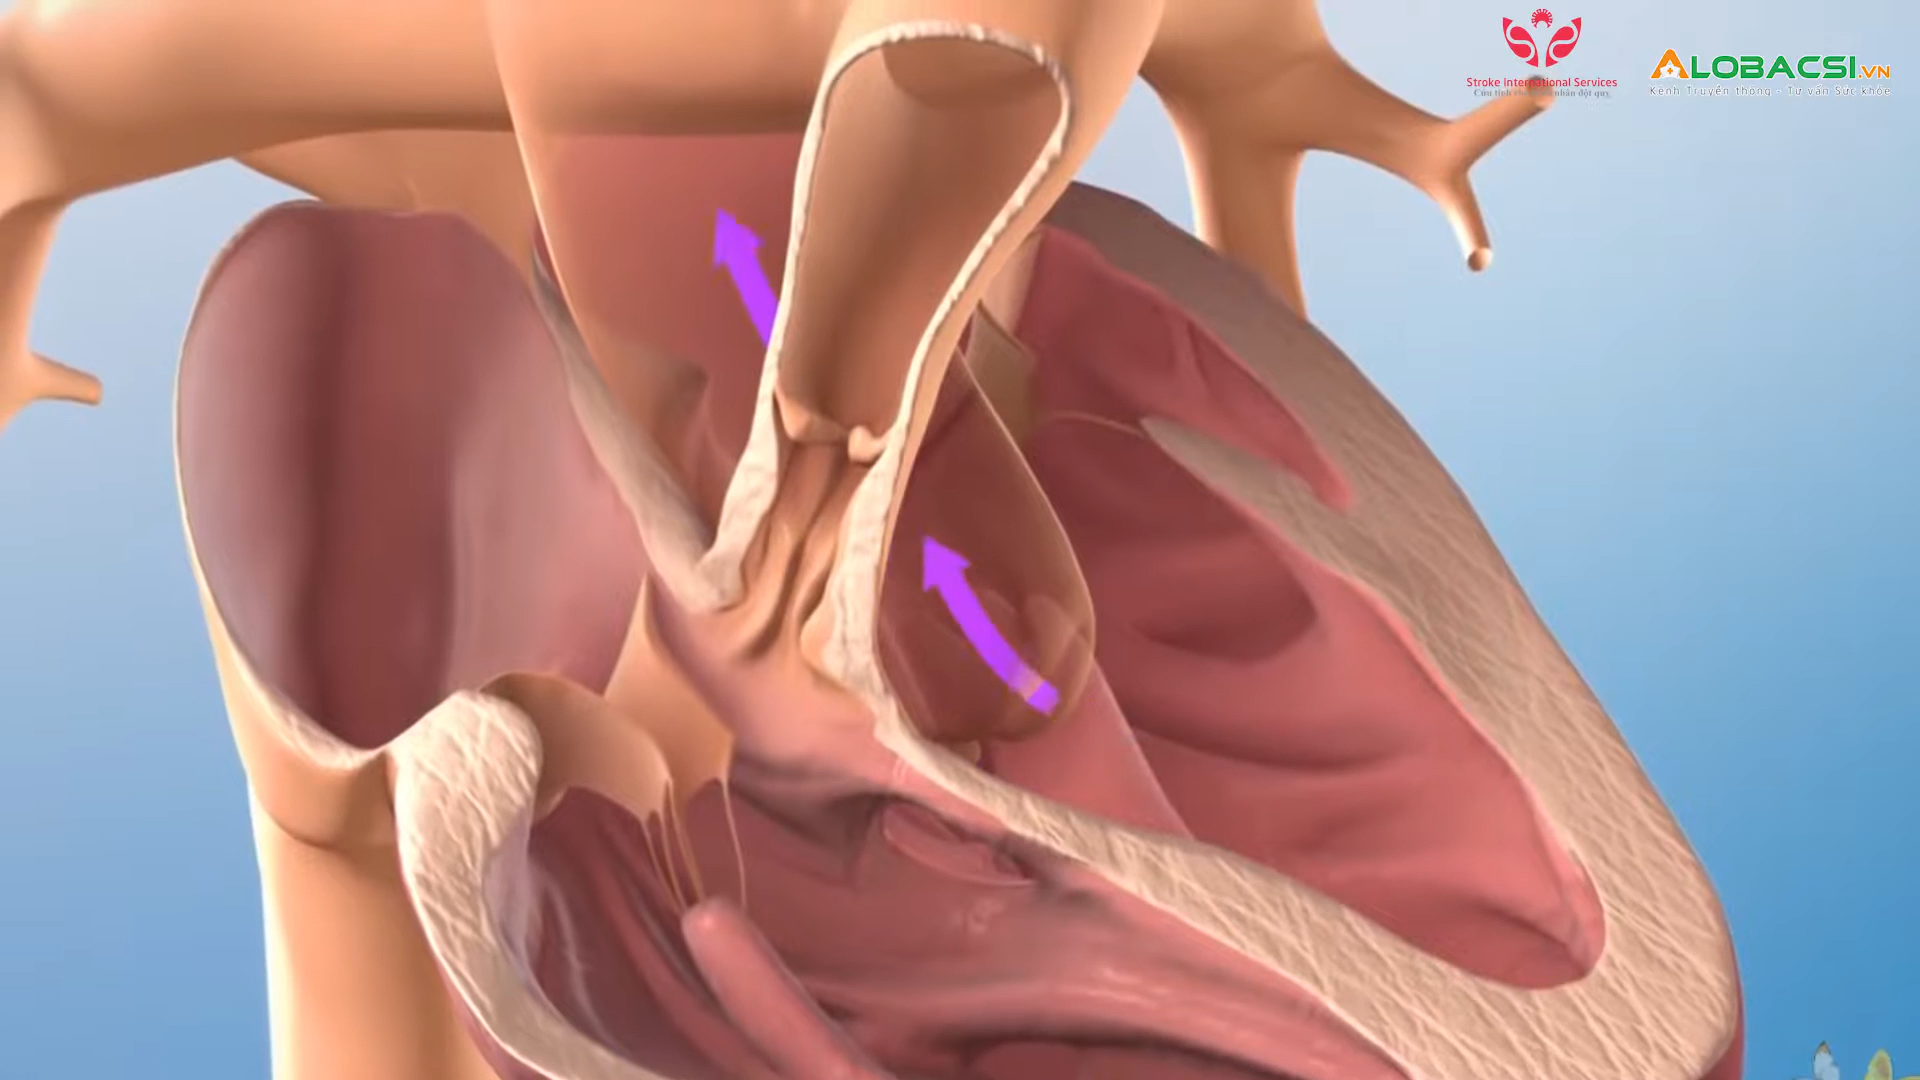 Stroke International Services
ALOBACSI.VN
Kênh Truyền thông - Tư vấn Sức khỏe